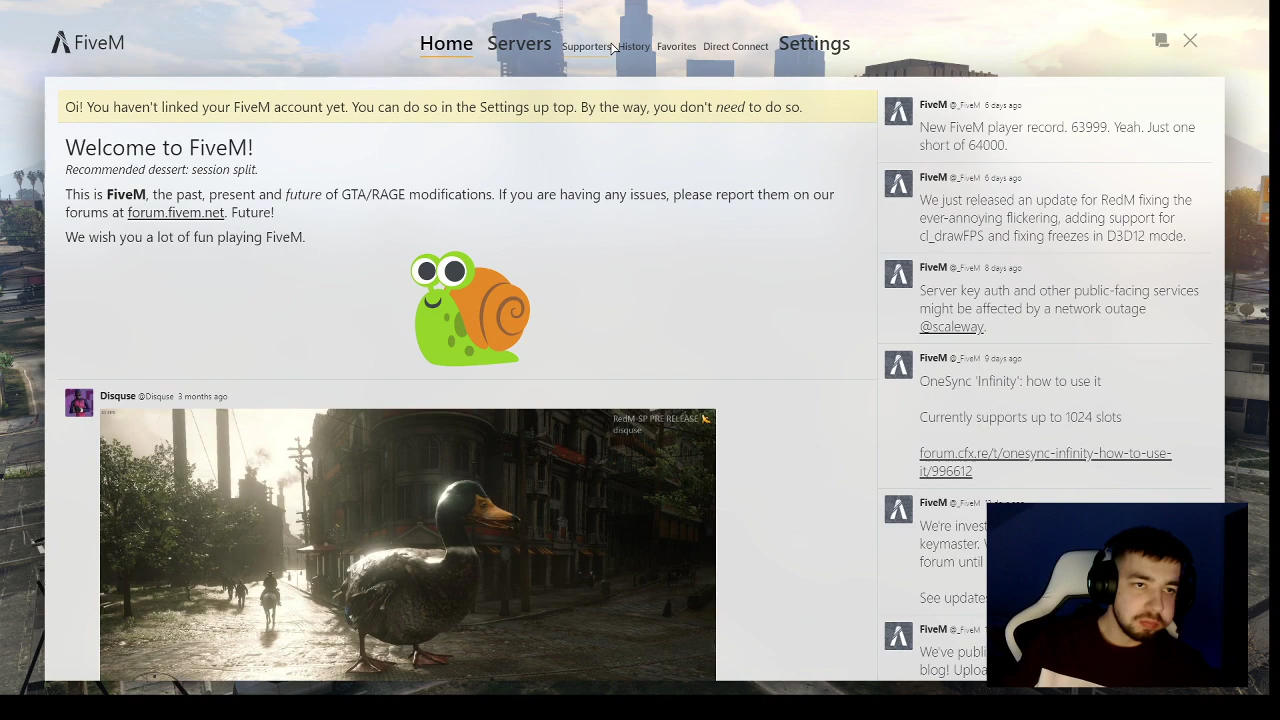 FiveM
Home Servers Supporters History Favorites Direct Connect Settings
Oi! You haven't linked your FiveM account yet. You can do so in the Settings up top. By the way, you don't need to do so.
Welcome to FiveM!
Recommended dessert: session split.
This is FiveM, the past, present and future of GTA/RAGE modifications. If you are having any issues, please report them on our
forums at forum.fivem.net. Future!
We wish you a lot of fun playing FiveM.
Disquse @Disquse 3 months ago
RedM-SP PRE RELEASE
disquse
FiveM @_FiveM 6 days ago
New FiveM player record. 63999. Yeah. Just one
short of 64000.
FiveM @_FiveM 6 days ago
We just released an update for RedM fixing the
ever-annoying flickering, adding support for
cl_drawFPS and fixing freezes in D3D12 mode.
FiveM @_FiveM 8 days ago
Server key auth and other public-facing services
might be affected by a network outage
@scaleway.
FiveM @_FiveM 9 days ago
OneSync 'Infinity': how to use it
Currently supports up to 1024 slots
forum.cfx.re/t/onesync-infinity-how-to-use-
it/996612
FiveM @_FiveM
We're invest
keymaster. W
forum until
See update
FiveM @_FiveM
We've publi
blog! Uploa